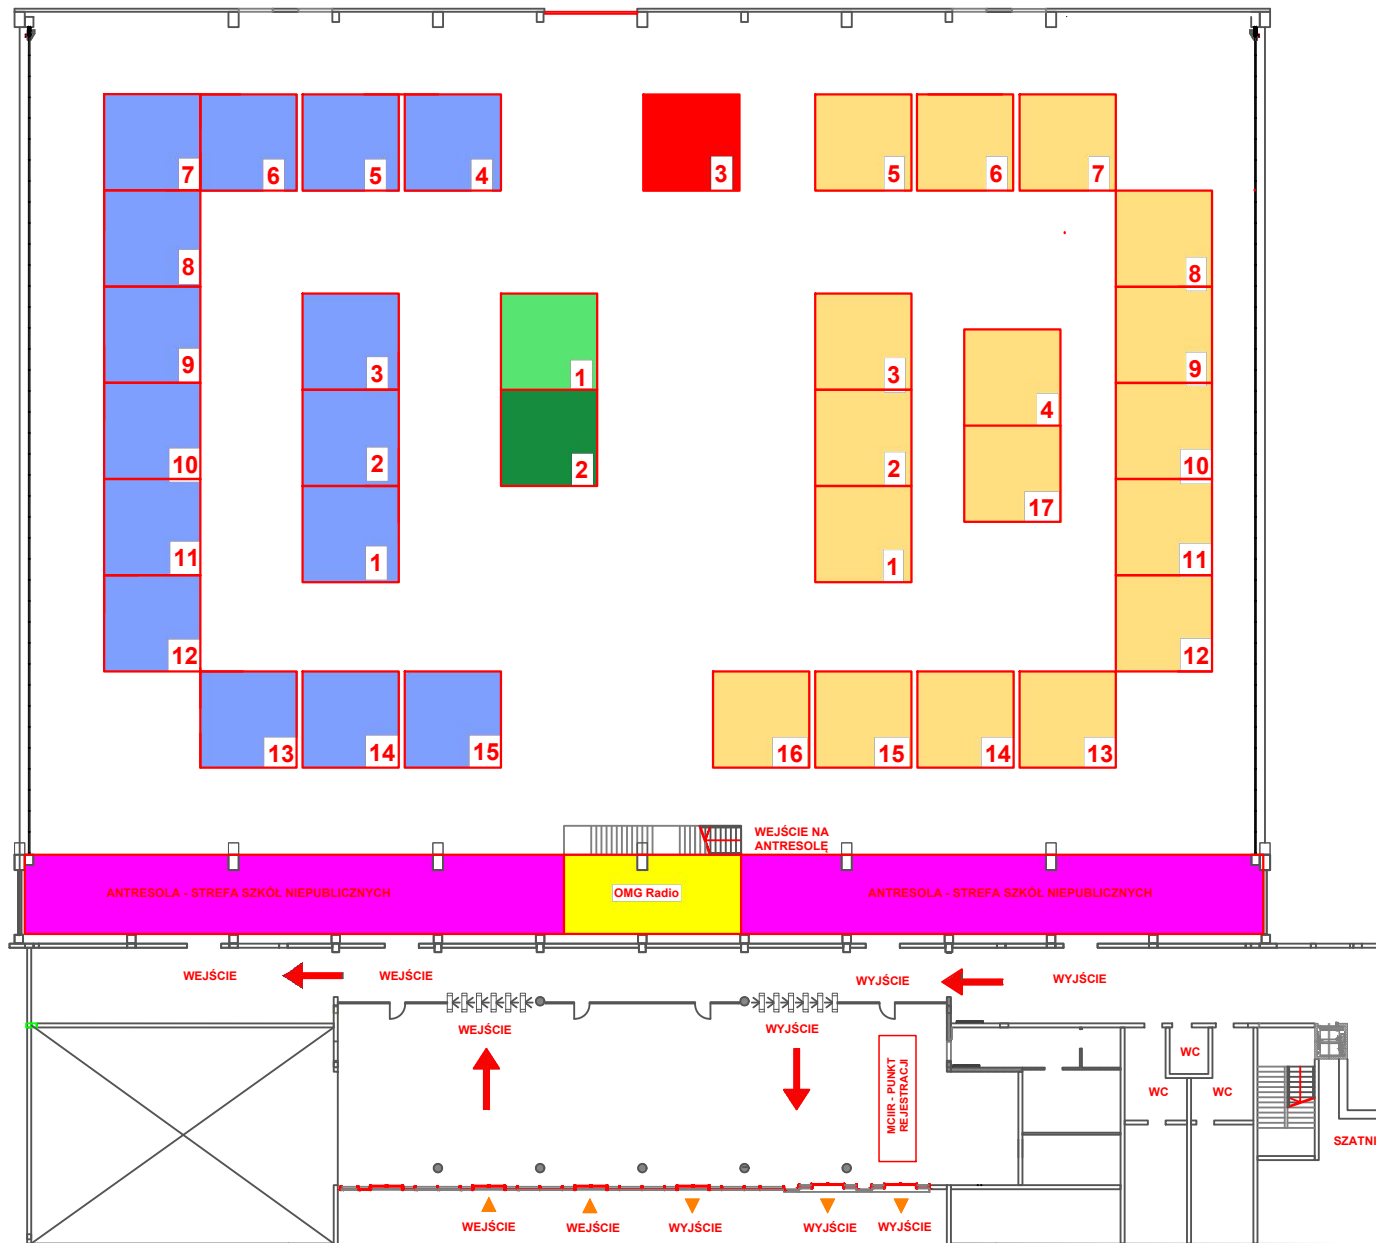 7
6
5
4
3
5
6
7
8
8
3
1
3
4
9
9
2
2
2
17
10
10
1
1
11
11
12
12
13
14
15
16
15
14
13
WEJŚCIE NA
ANTRESOLĘ
ANTRESOLA - STREFA SZKÓŁ NIEPUBLICZNYCH
OMG Radio
ANTRESOLA - STREFA SZKÓŁ NIEPUBLICZNYCH
WEJŚCIE
WEJŚCIE
WYJŚCIE
WYJŚCIE
WEJŚCIE
WYJŚCIE
MCIIR - PUNKT
REJESTRACJI
WC
WC
WC
SZATNI
WEJŚCIE
WEJŚCIE
WYJŚCIE
WYJŚCIE
WYJŚCIE